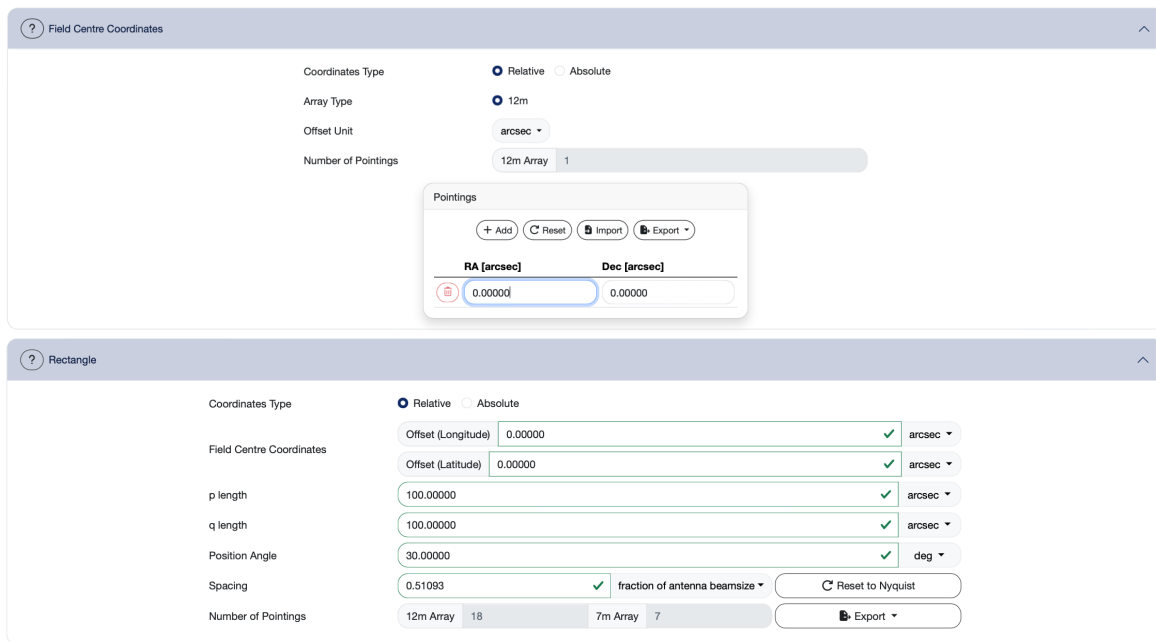 ? Field Centre Coordinates
Coordinates Type Relative Absolute
Array Type 12m
Offset Unit arcsec
Number of Pointings 12m Array 1
Pointings
+ Add Reset Import Export
RA [arcsec] Dec [arcsec]
0.00000 0.00000
? Rectangle
Coordinates Type Relative Absolute
Field Centre Coordinates
Offset (Longitude) 0.00000 arcsec
Offset (Latitude) 0.00000 arcsec
p length 100.00000 arcsec
q length 100.00000 arcsec
Position Angle 30.00000 deg
Spacing 0.51093 fraction of antenna beamsize Reset to Nyquist
Number of Pointings 12m Array 18 7m Array 7 Export